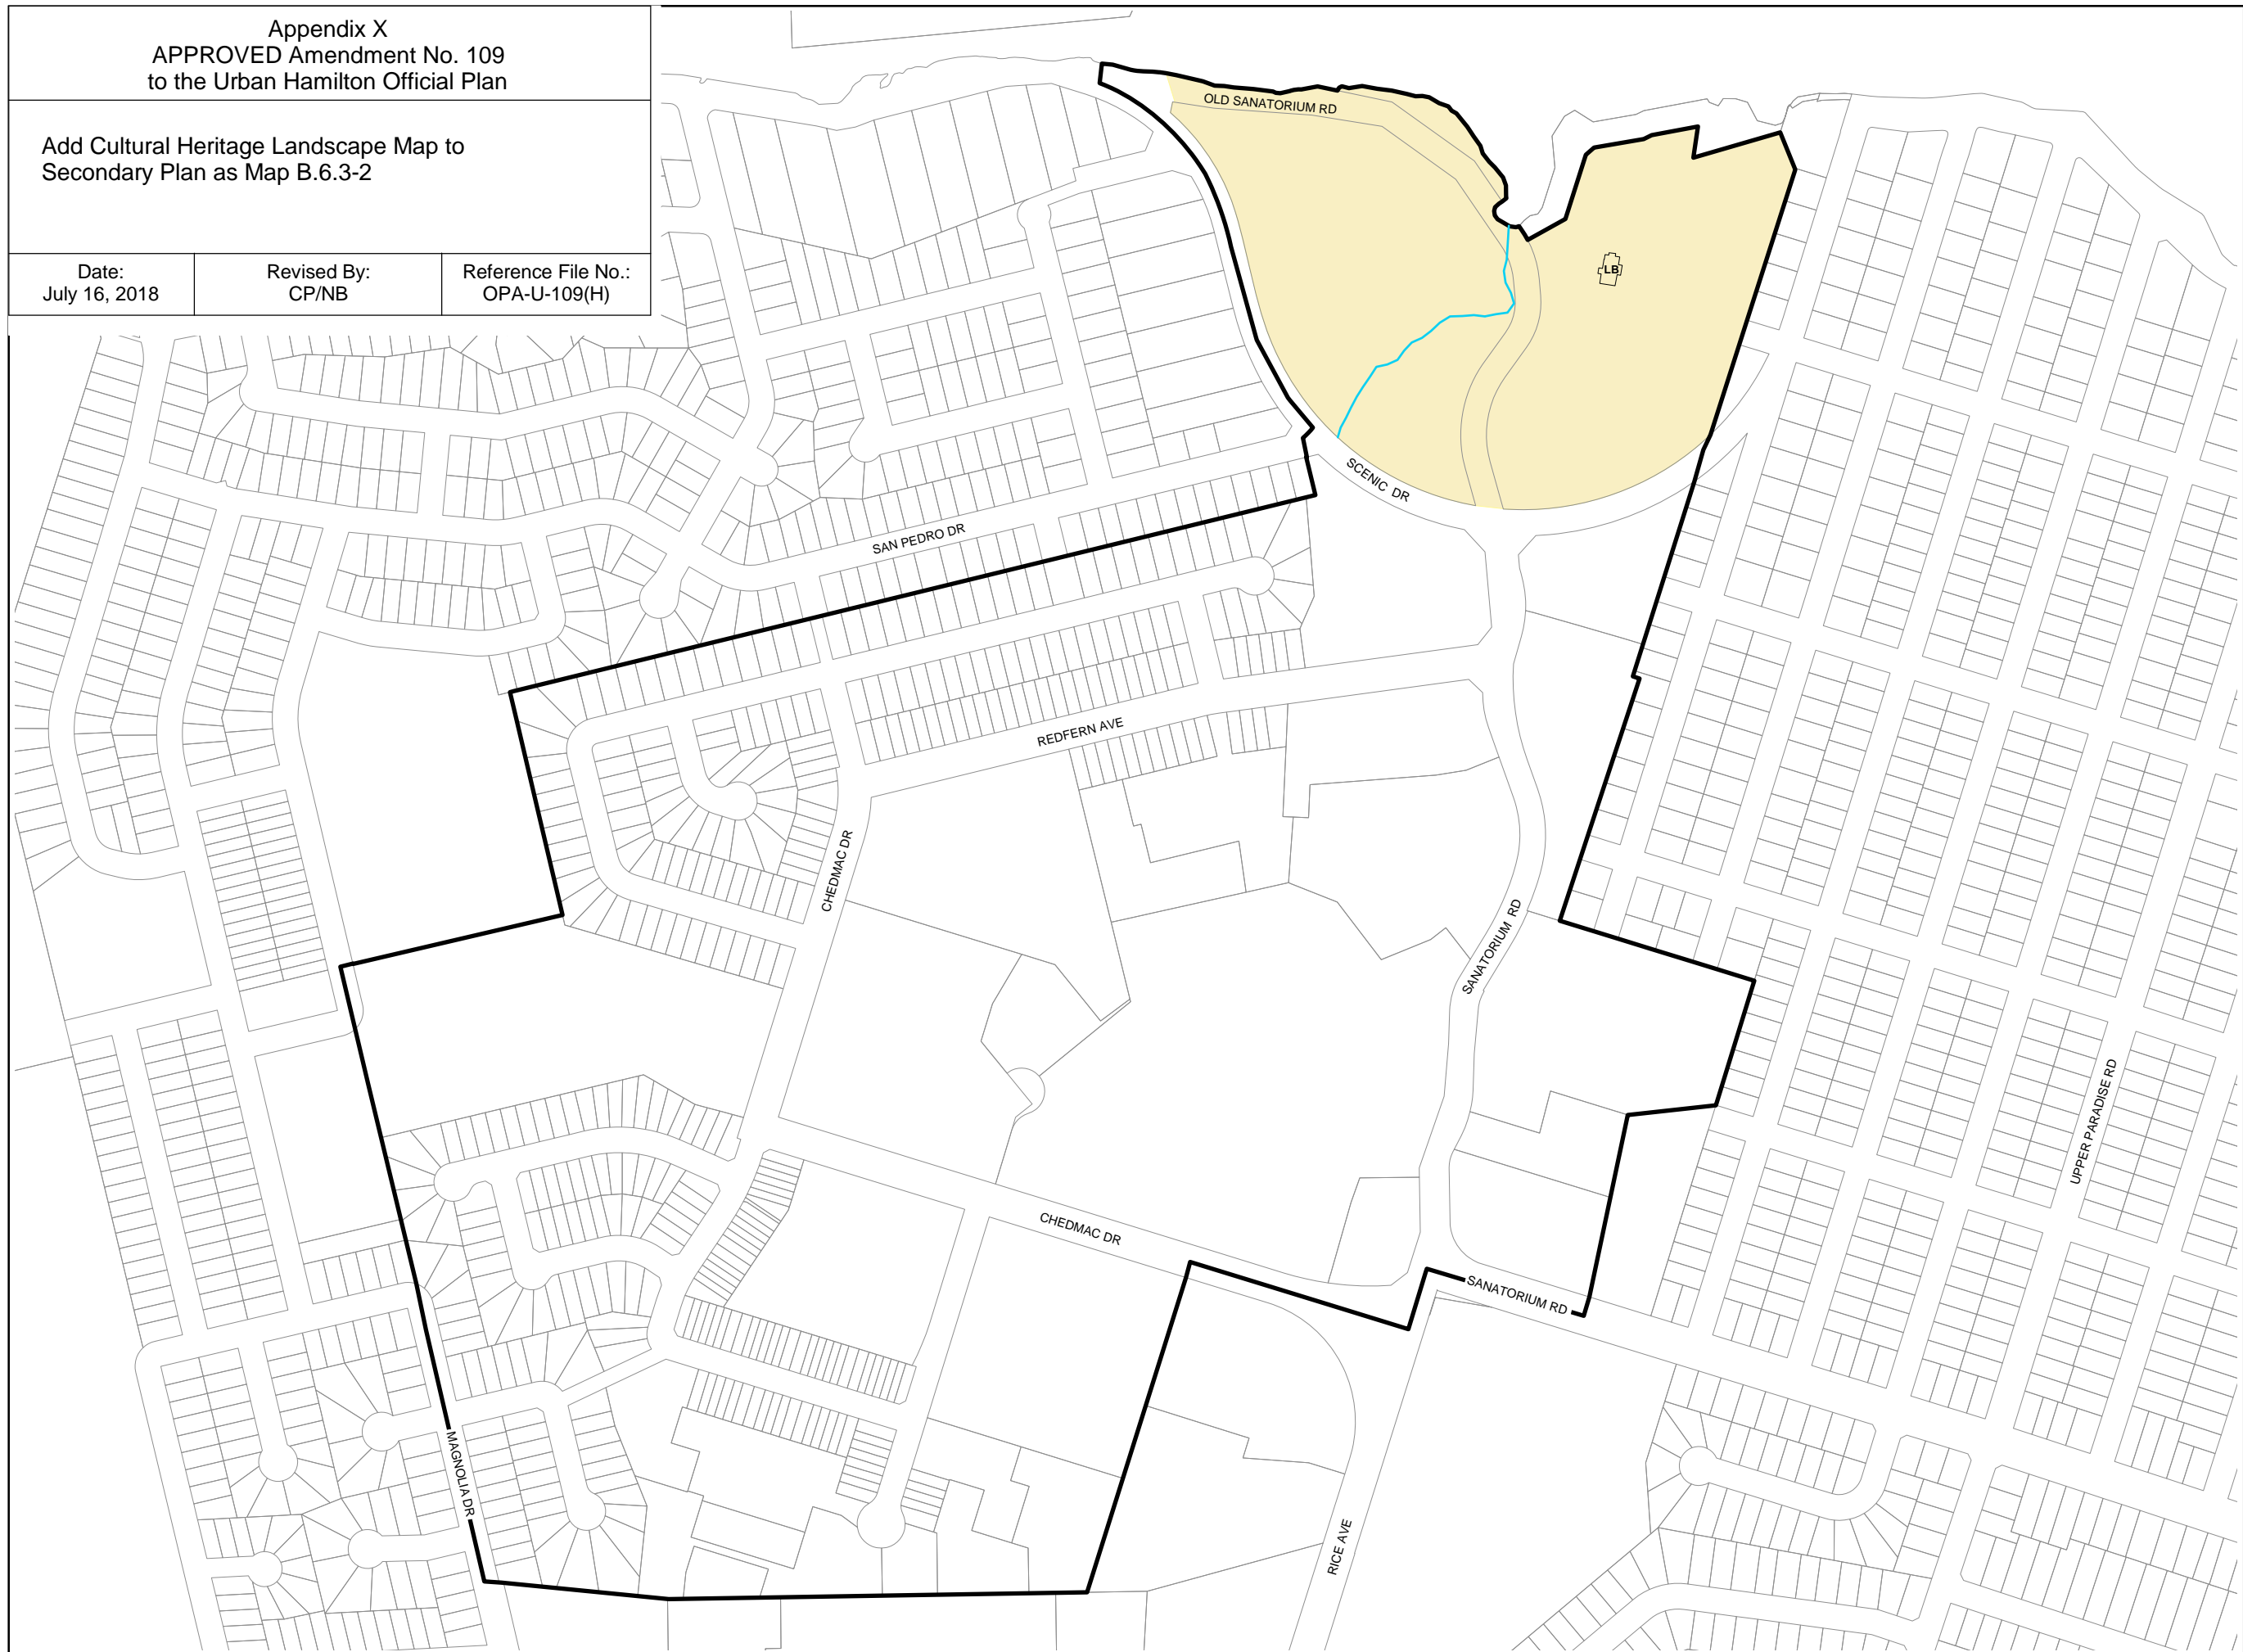 Appendix X
APPROVED Amendment No. 109
to the Urban Hamilton Official Plan
Add Cultural Heritage Landscape Map to
Secondary Plan as Map B.6.3-2
Date:
July 16, 2018
Revised By:
CP/NB
Reference File No.:
OPA-U-109(H)
OLD SANATORIUM RD
LB
SCENIC DR
SAN PEDRO DR
REDFERN AVE
CHEDMAC DR
SANATORIUM RD
UPPER PARADISE RD
CHEDMAC DR
SANATORIUM RD
MAGNOLIA DR
RICE AVE